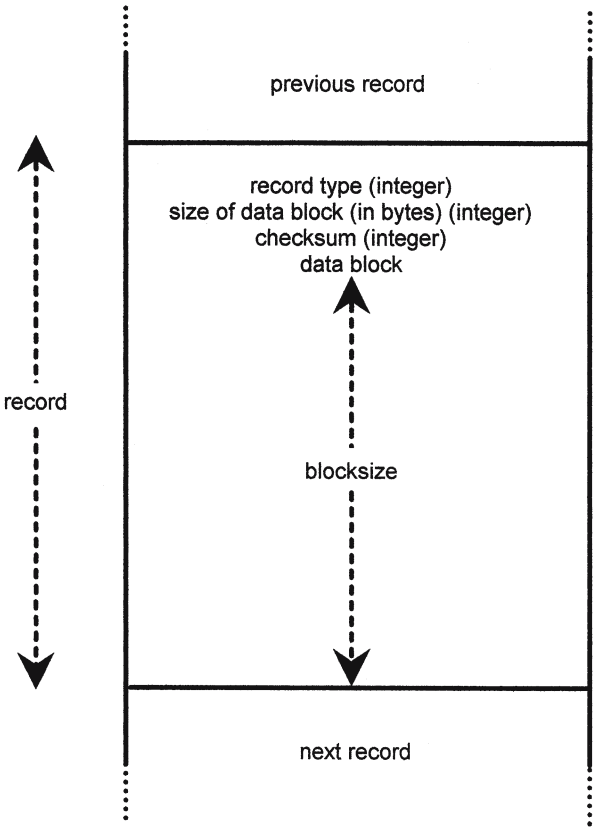 previous record
record type (integer)
size of data block (in bytes) (integer)
checksum (integer)
data block
record
blocksize
next record